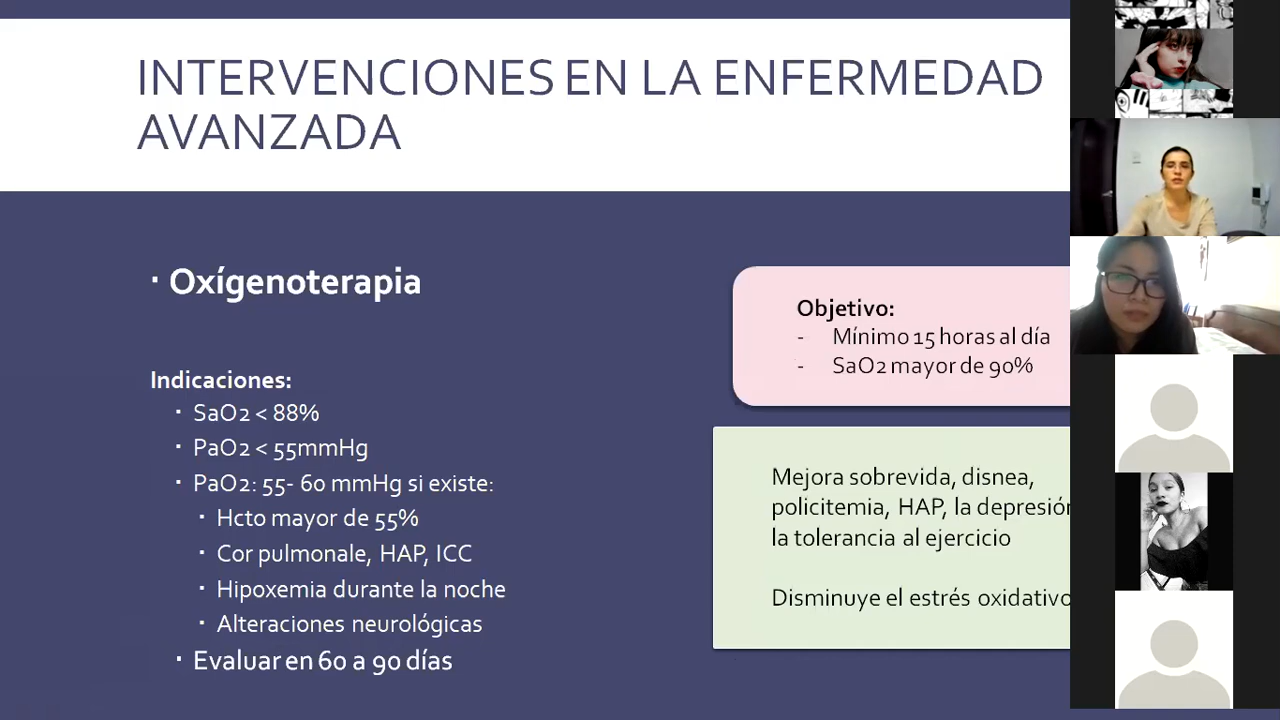 INTERVENCIONES EN LA ENFERMEDAD
AVANZADA
· Oxígenoterapia
Indicaciones:
· SaO2 < 88%
· PaO2 < 55mmHg
· PaO2: 55- 60 mmHg si existe:
· Hcto mayor de 55%
· Cor pulmonale, HAP, ICC
· Hipoxemia durante la noche
· Alteraciones neurológicas
· Evaluar en 60 a 90 días
Objetivo:
- Mínimo 15 horas al día
- SaO2 mayor de 90%
Mejora sobrevida, disnea,
policitemia, HAP, la depresión
la tolerancia al ejercicio
Disminuye el estrés oxidativo